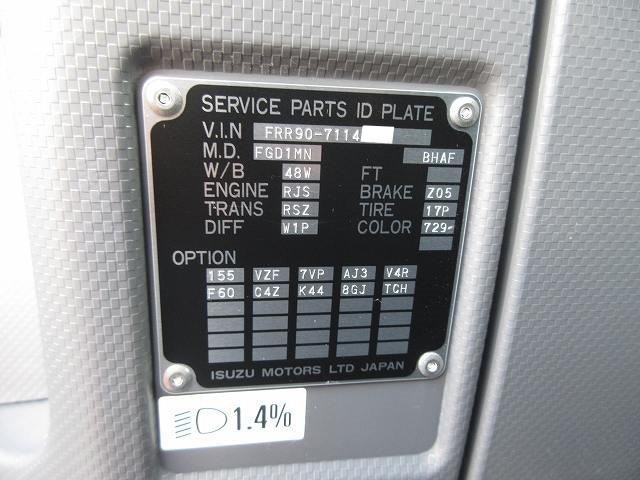 SERVICE PARTS ID PLATE
V.I.N FRR90-7114
M.D. FGD1MN BHAF
W/B 48W FT
ENGINE RJS BRAKE Z05
TRANS RSZ TIRE 17P
DIFF W1P COLOR 729-
OPTION
155 VZF 7VP AJ3 V4R
F60 C4Z K44 8GJ TCH
ISUZU MOTORS LTD JAPAN
1.4%